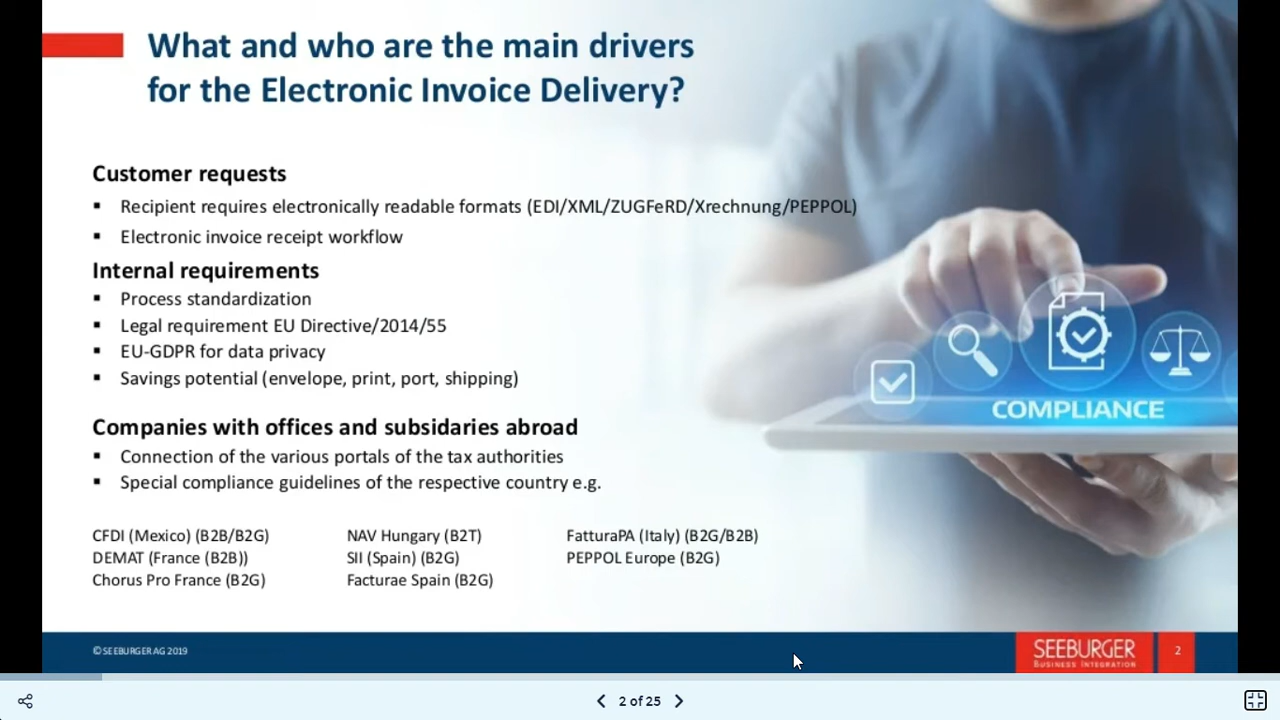 What and who are the main drivers
for the Electronic Invoice Delivery?
Customer requests
▪ Recipient requires electronically readable formats (EDI/XML/ZUGFeRD/Xrechnung/PEPPOL)
▪ Electronic invoice receipt workflow
Internal requirements
▪ Process standardization
▪ Legal requirement EU Directive/2014/55
▪ EU-GDPR for data privacy
▪ Savings potential (envelope, print, port, shipping)
COMPLIANCE
Companies with offices and subsidaries abroad
▪ Connection of the various portals of the tax authorities
▪ Special compliance guidelines of the respective country e.g.
CFDI (Mexico) (B2B/B2G)
DEMAT (France (B2B))
Chorus Pro France (B2G)
NAV Hungary (B2T)
SII (Spain) (B2G)
Facturae Spain (B2G)
FatturaPA (Italy) (B2G/B2B)
PEPPOL Europe (B2G)
© SEEBURGER AG 2019
SEEBURGER
BUSINESS INTEGRATION
2
2 of 25